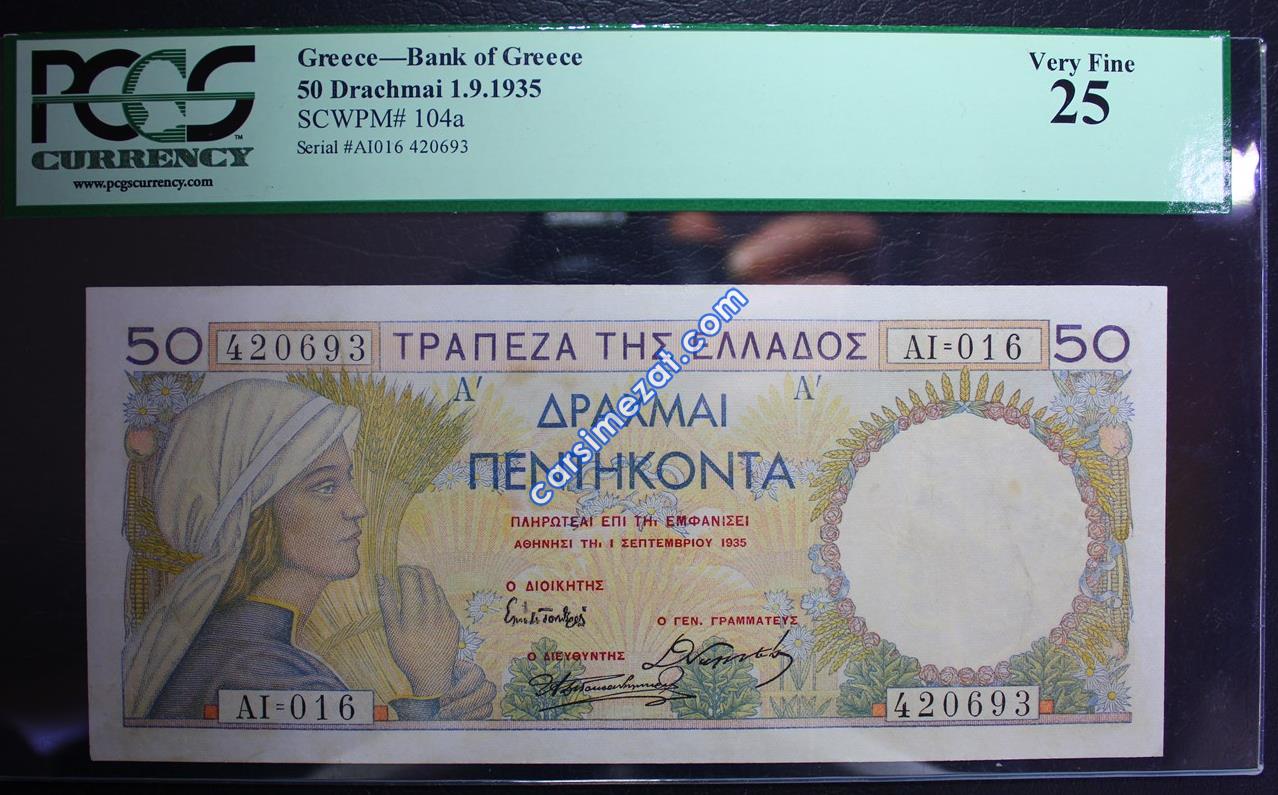 PCGS
CURRENCY
www.pcgscurrency.com
Greece—Bank of Greece
50 Drachmai 1.9.1935
SCWPM# 104a
Serial #AI016 420693
Very Fine
25
50 420693 ΤΡΑΠΕΖΑ ΤΗΣ ΕΛΛΑΔΟΣ AI=016 50
Α' Α'
ΔΡΑΧΜΑΙ
ΠΕΝΤΗΚΟΝΤΑ
carsimezat.com
ΠΛΗΡΩΤΕΑΙ ΕΠΙ ΤΗι ΕΜΦΑΝΙΣΕΙ
ΑΘΗΝΗΣΙ ΤΗι 1 ΣΕΠΤΕΜΒΡΙΟΥ 1935
Ο ΔΙΟΙΚΗΤΗΣ
Ο ΓΕΝ. ΓΡΑΜΜΑΤΕΥΣ
Ο ΔΙΕΥΘΥΝΤΗΣ
AI=016
420693